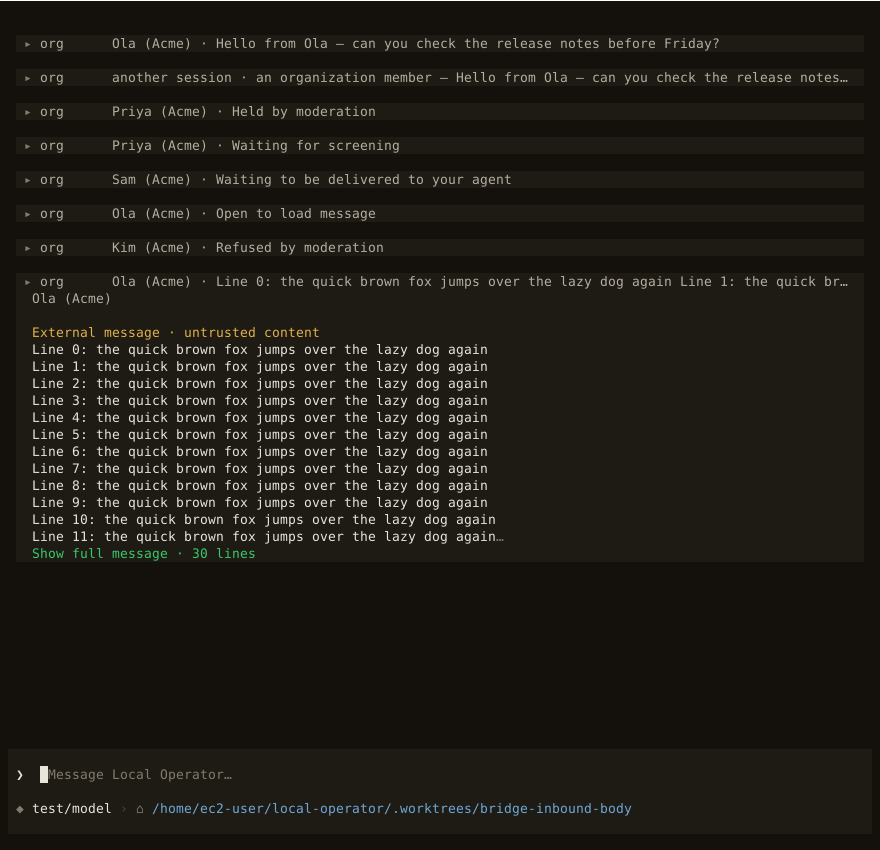 ▸ org      Ola (Acme) · Hello from Ola — can you check the release notes before Friday?
▸ org      another session · an organization member — Hello from Ola — can you check the release notes…
▸ org      Priya (Acme) · Held by moderation
▸ org      Priya (Acme) · Waiting for screening
▸ org      Sam (Acme) · Waiting to be delivered to your agent
▸ org      Ola (Acme) · Open to load message
▸ org      Kim (Acme) · Refused by moderation
▸ org      Ola (Acme) · Line 0: the quick brown fox jumps over the lazy dog again Line 1: the quick br…
Ola (Acme)
External message · untrusted content
Line 0: the quick brown fox jumps over the lazy dog again
Line 1: the quick brown fox jumps over the lazy dog again
Line 2: the quick brown fox jumps over the lazy dog again
Line 3: the quick brown fox jumps over the lazy dog again
Line 4: the quick brown fox jumps over the lazy dog again
Line 5: the quick brown fox jumps over the lazy dog again
Line 6: the quick brown fox jumps over the lazy dog again
Line 7: the quick brown fox jumps over the lazy dog again
Line 8: the quick brown fox jumps over the lazy dog again
Line 9: the quick brown fox jumps over the lazy dog again
Line 10: the quick brown fox jumps over the lazy dog again
Line 11: the quick brown fox jumps over the lazy dog again…
Show full message · 30 lines
❯ Message Local Operator…
◆ test/model › ⌂ /home/ec2-user/local-operator/.worktrees/bridge-inbound-body